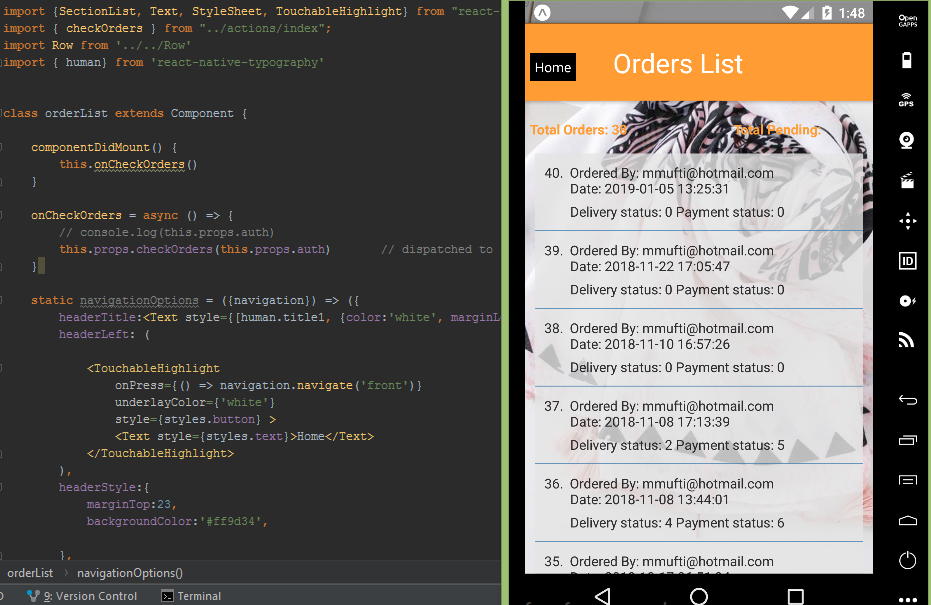 import {SectionList, Text, StyleSheet, TouchableHighlight} from "react-
import { checkOrders } from "../actions/index";
import Row from '../../Row'
import { human} from 'react-native-typography'
class orderList extends Component {
componentDidMount() {
this.onCheckOrders()
}
onCheckOrders = async () => {
// console.log(this.props.auth)
this.props.checkOrders(this.props.auth) // dispatched to
}
static navigationOptions = ({navigation}) => ({
headerTitle:<Text style={[human.title1, {color:'white', marginL
headerLeft: (
<TouchableHighlight
onPress={() => navigation.navigate('front')}
underlayColor={'white'}
style={styles.button} >
<Text style={styles.text}>Home</Text>
</TouchableHighlight>
),
headerStyle:{
marginTop:23,
backgroundColor:'#ff9d34',
},
orderList > navigationOptions()
9: Version Control Terminal
1:48
Home Orders List
Total Orders: 38 Total Pending:
40. Ordered By: mmufti@hotmail.com
Date: 2019-01-05 13:25:31
Delivery status: 0 Payment status: 0
39. Ordered By: mmufti@hotmail.com
Date: 2018-11-22 17:05:47
Delivery status: 0 Payment status: 0
38. Ordered By: mmufti@hotmail.com
Date: 2018-11-10 16:57:26
Delivery status: 0 Payment status: 0
37. Ordered By: mmufti@hotmail.com
Date: 2018-11-08 17:13:39
Delivery status: 2 Payment status: 5
36. Ordered By: mmufti@hotmail.com
Date: 2018-11-08 13:44:01
Delivery status: 4 Payment status: 6
35. Ordered By: mmufti@hotmail.com
Open
GAPPS
GPS
ID